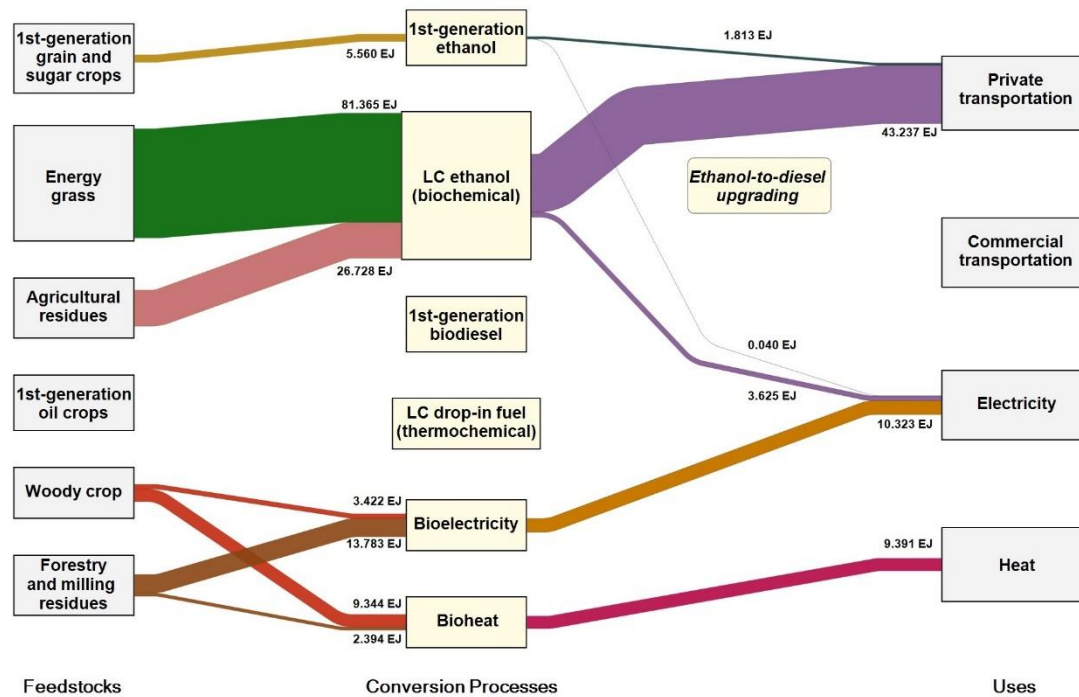 1st-generation
grain and
sugar crops
5.560 EJ
1st-generation
ethanol
1.813 EJ
Private
transportation
43.237 EJ
Energy
grass
81.365 EJ
LC ethanol
(biochemical)
Ethanol-to-diesel
upgrading
Commercial
transportation
Agricultural
residues
26.728 EJ
1st-generation
biodiesel
0.040 EJ
3.625 EJ
Electricity
10.323 EJ
1st-generation
oil crops
LC drop-in fuel
(thermochemical)
Woody crop
3.422 EJ
Bioelectricity
13.783 EJ
Forestry
and milling
residues
9.344 EJ
Bioheat
2.394 EJ
9.391 EJ
Heat
Feedstocks
Conversion Processes
Uses